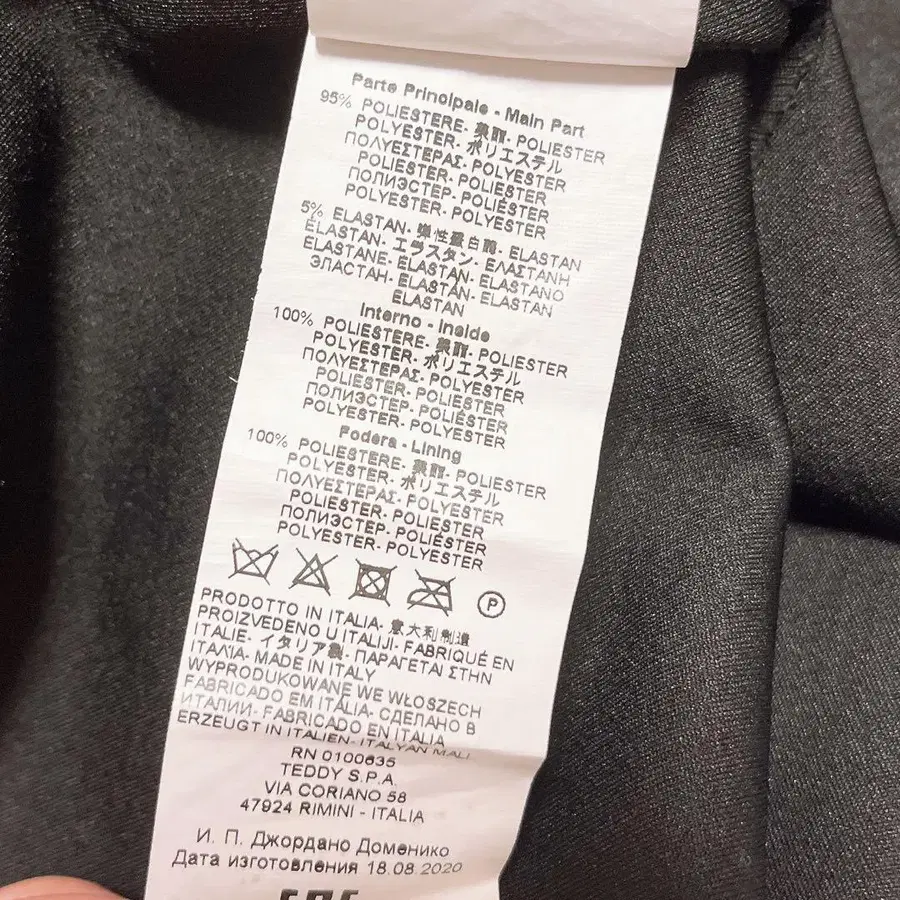 Parte Principale - Main Part
95% POLIESTERE- 聚酯- POLIESTER
POLYESTER- ポリエステル
ΠΟΛΥΕΣΤΕΡΑΣ- POLYESTER
POLIESTER- POLIESTER
ПОЛИЭСТЕР- POLIÉSTER
POLYESTER- POLYESTER
5% ELASTAN- 弹性蛋白酶- ELASTAN
ELASTAN- エラスタン- ΕΛΑΣΤΑΝΗ
ELASTANE- ELASTAN- ELASTANO
ЭЛАСТАН- ELASTAN- ELASTAN
ELASTAN
Interno - Inside
100% POLIESTERE- 聚酯- POLIESTER
POLYESTER- ポリエステル
ΠΟΛΥΕΣΤΕΡΑΣ- POLYESTER
POLIESTER- POLIESTER
ПОЛИЭСТЕР- POLIÉSTER
POLYESTER- POLYESTER
Fodera - Lining
100% POLIESTERE- 聚酯- POLIESTER
POLYESTER- ポリエステル
ΠΟΛΥΕΣΤΕΡΑΣ- POLYESTER
POLIESTER- POLIESTER
ПОЛИЭСТЕР- POLIÉSTER
POLYESTER- POLYESTER
P
PRODOTTO IN ITALIA- 意大利制造
PROIZVEDENO U ITALIJI- FABRIQUÉ EN
ITALIE- イタリア製- ΠΑΡΑΓΕΤΑΙ ΣΤΗΝ
ΙΤΑΛΙΑ- MADE IN ITALY
WYPRODUKOWANE WE WŁOSZECH
FABRICADO EM ITÁLIA- СДЕЛАНО В
ИТАЛИИ- FABRICADO EN ITALIA
ERZEUGT IN ITALIEN- ITALYAN MALI
RN 0100635
TEDDY S.P.A.
VIA CORIANO 58
47924 RIMINI - ITALIA
И. П. Джордано Доменико
Дата изготовления 18.08.2020